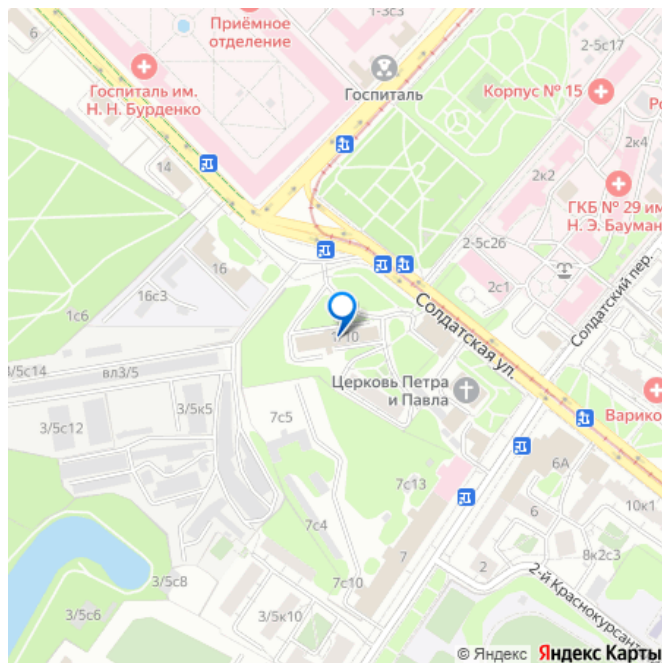 Приёмное
отделение
1-3с3
6
2-5с17
Госпиталь им.
Н. Н. Бурденко
Госпиталь
Корпус № 15
2к4
14
2к2
ГКБ № 29 им
Н. Э. Бауман
2-5с26
16
16с3
2с1
Солдатский пер.
1с6
Солдатская ул.
1/10
3/5с14
вл3/5
Церковь Петра
и Павла
Варико
3/5к5
7с5
3/5с12
6А
7с13
10к1
7с4
6
7
8к2с3
3/5с8
7с10
2
2-й Краснокурсант
3/5с6
3/5к10
© Яндекс Яндекс Карты